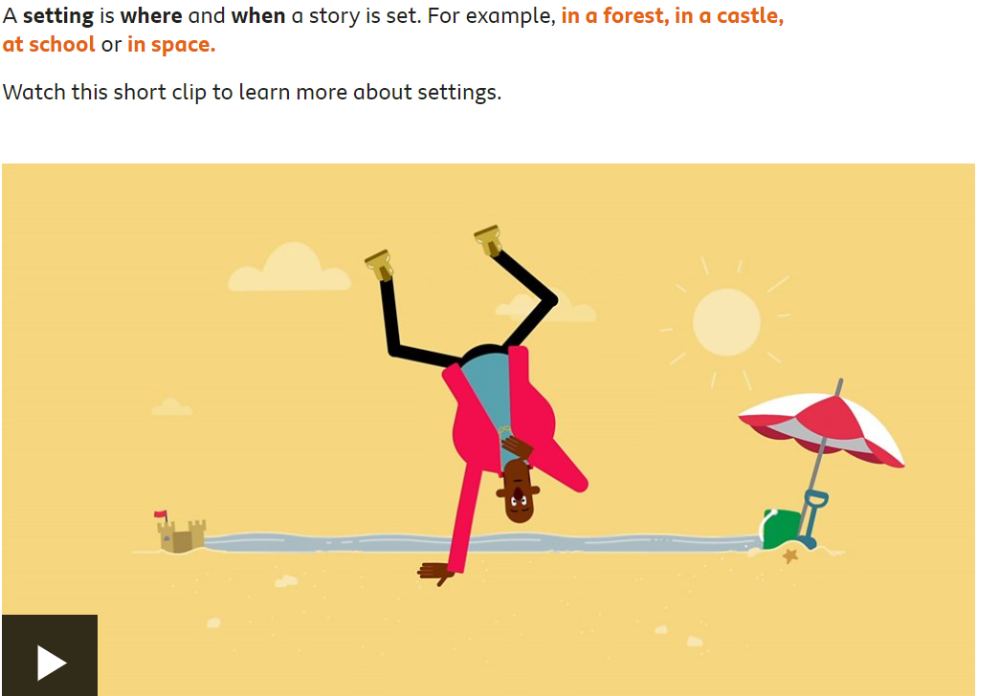 A setting is where and when a story is set. For example, in a forest, in a castle,
at school or in space.
Watch this short clip to learn more about settings.